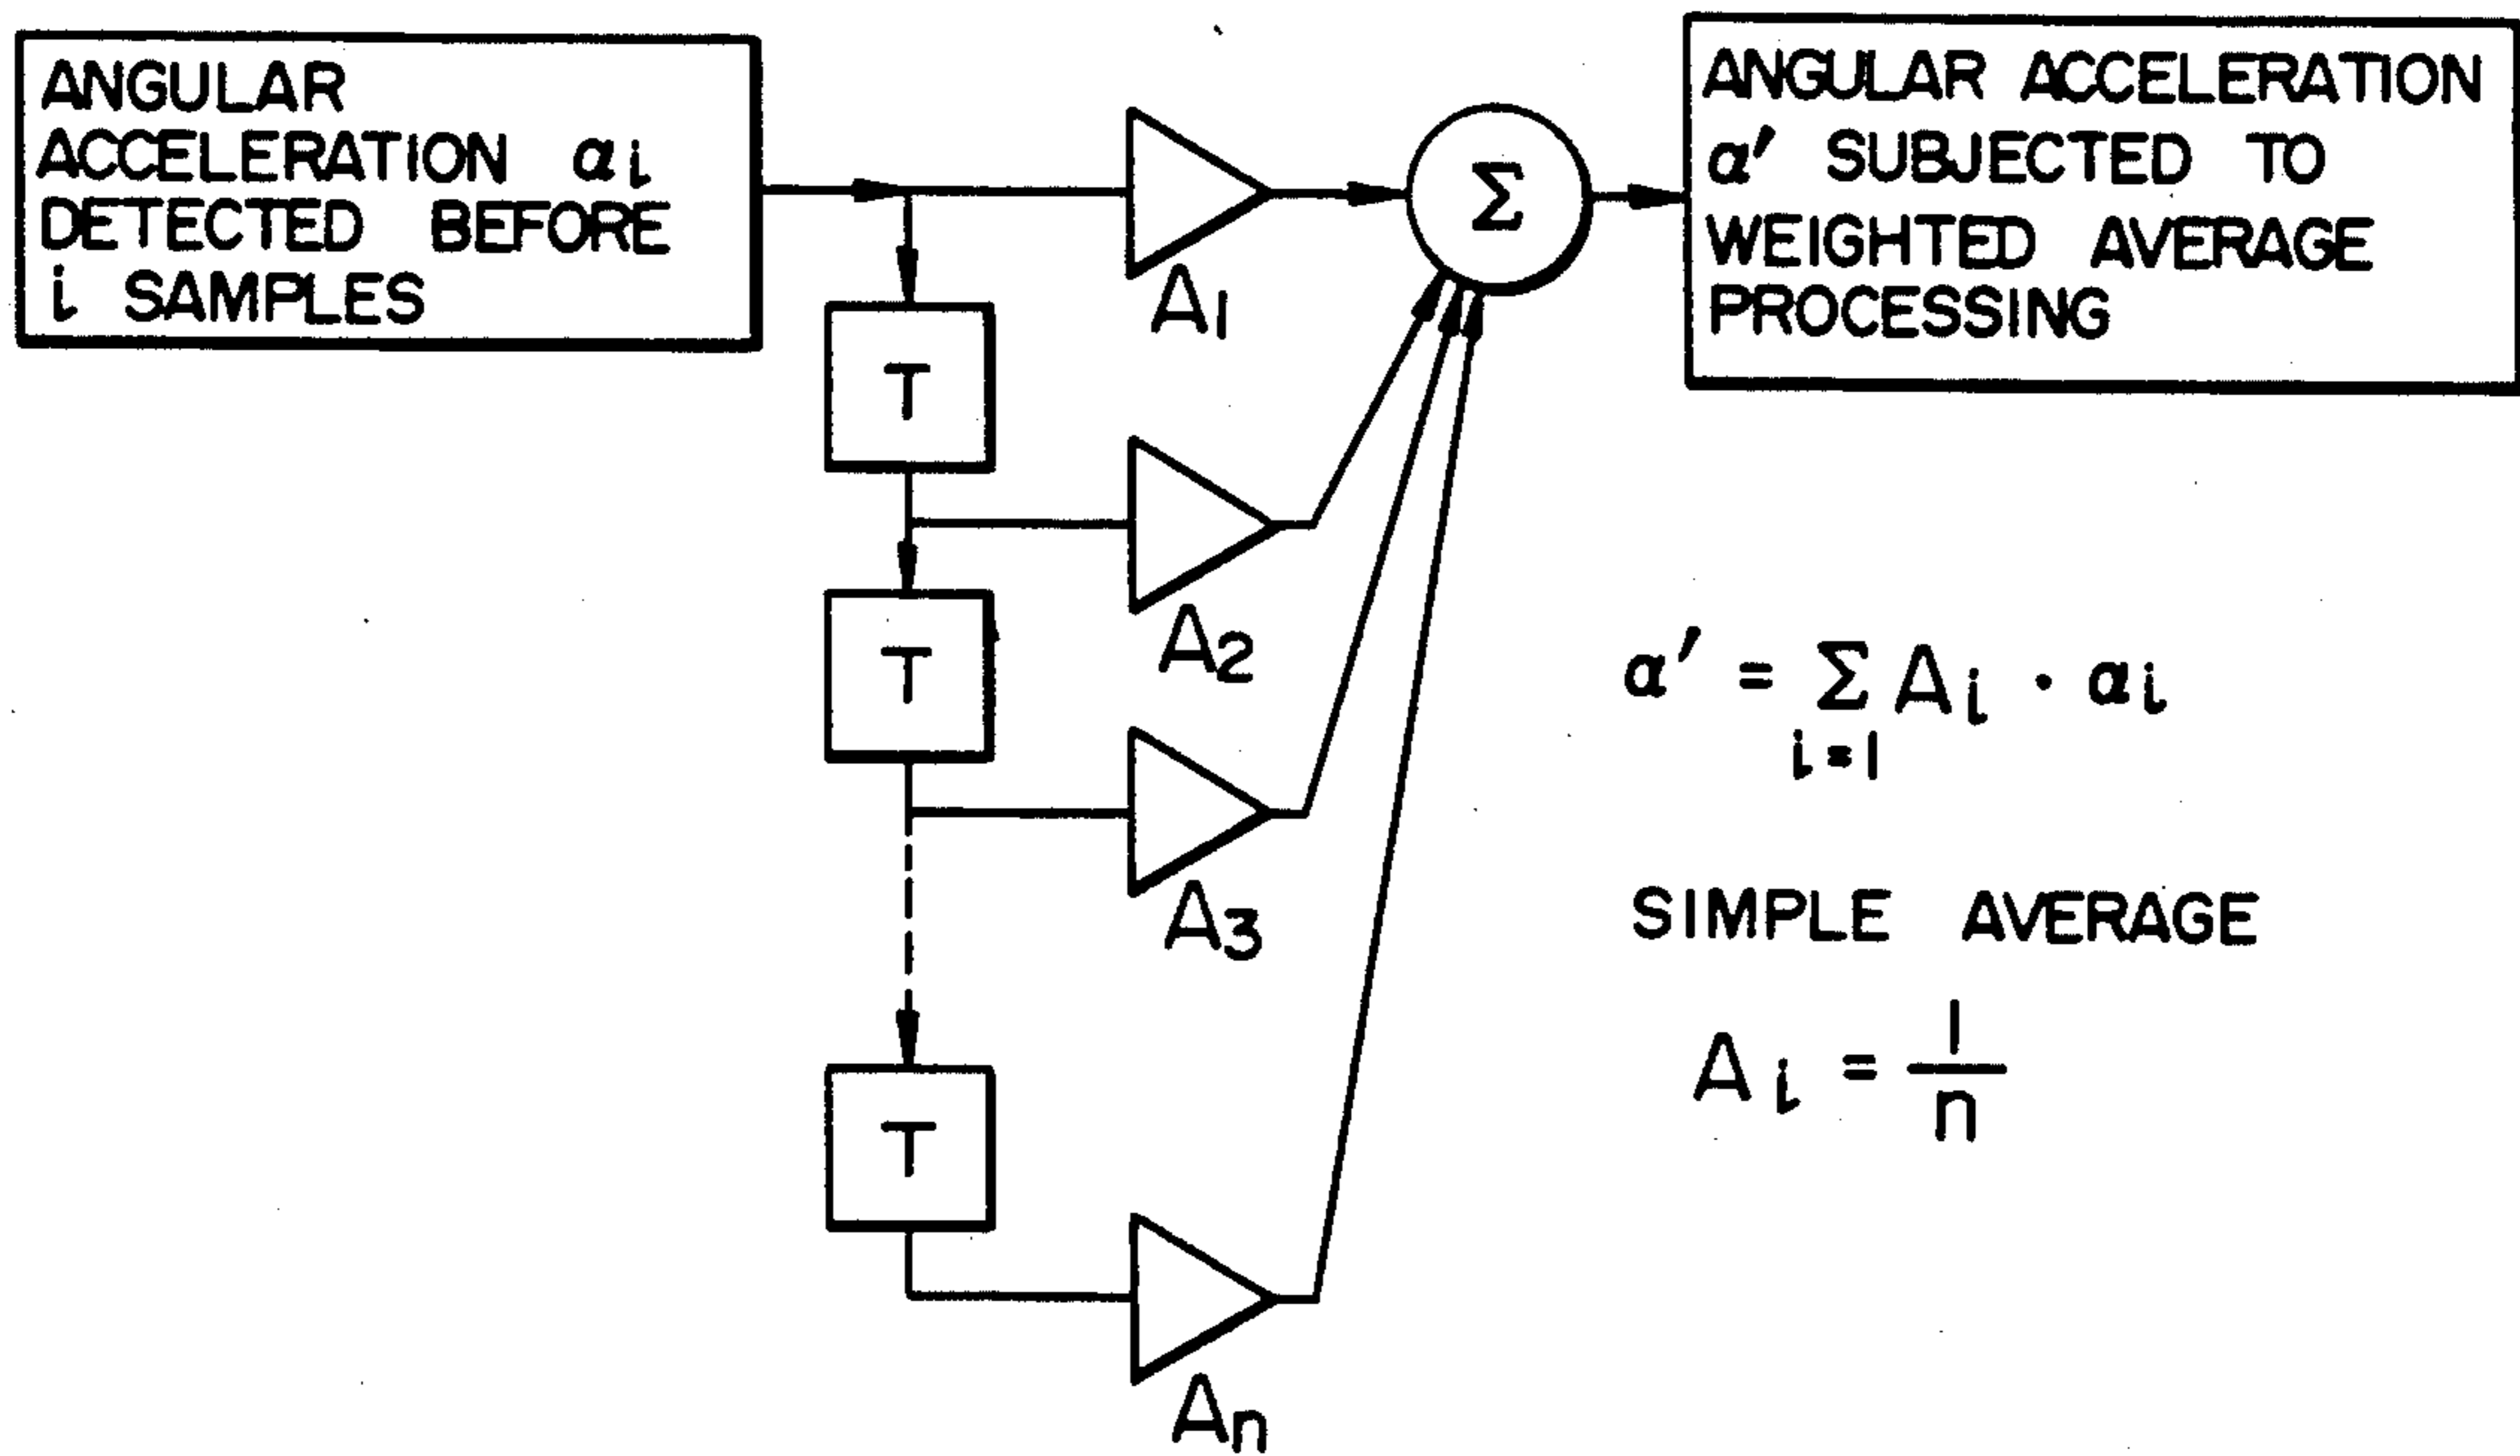 ANGULAR
ACCELERATION αi
DETECTED BEFORE
i SAMPLES
ANGULAR ACCELERATION
α′ SUBJECTED TO
WEIGHTED AVERAGE
PROCESSING
Σ
A1
T
A2
T
A3
T
An
α′ = Σ Ai · αi
i=1
SIMPLE AVERAGE
Ai = 1/n